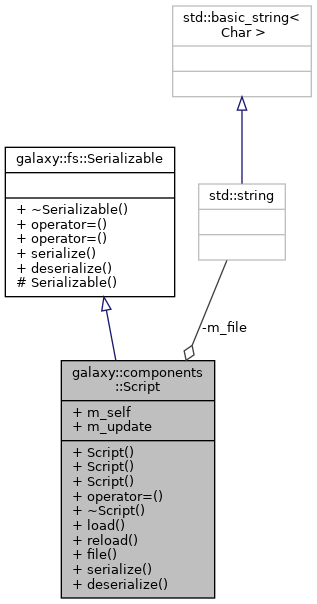 std::basic_string<
Char >
galaxy::fs::Serializable
+ ~Serializable()
+ operator=()
+ operator=()
+ serialize()
+ deserialize()
# Serializable()
std::string
-m_file
galaxy::components
::Script
+ m_self
+ m_update
+ Script()
+ Script()
+ Script()
+ operator=()
+ ~Script()
+ load()
+ reload()
+ file()
+ serialize()
+ deserialize()